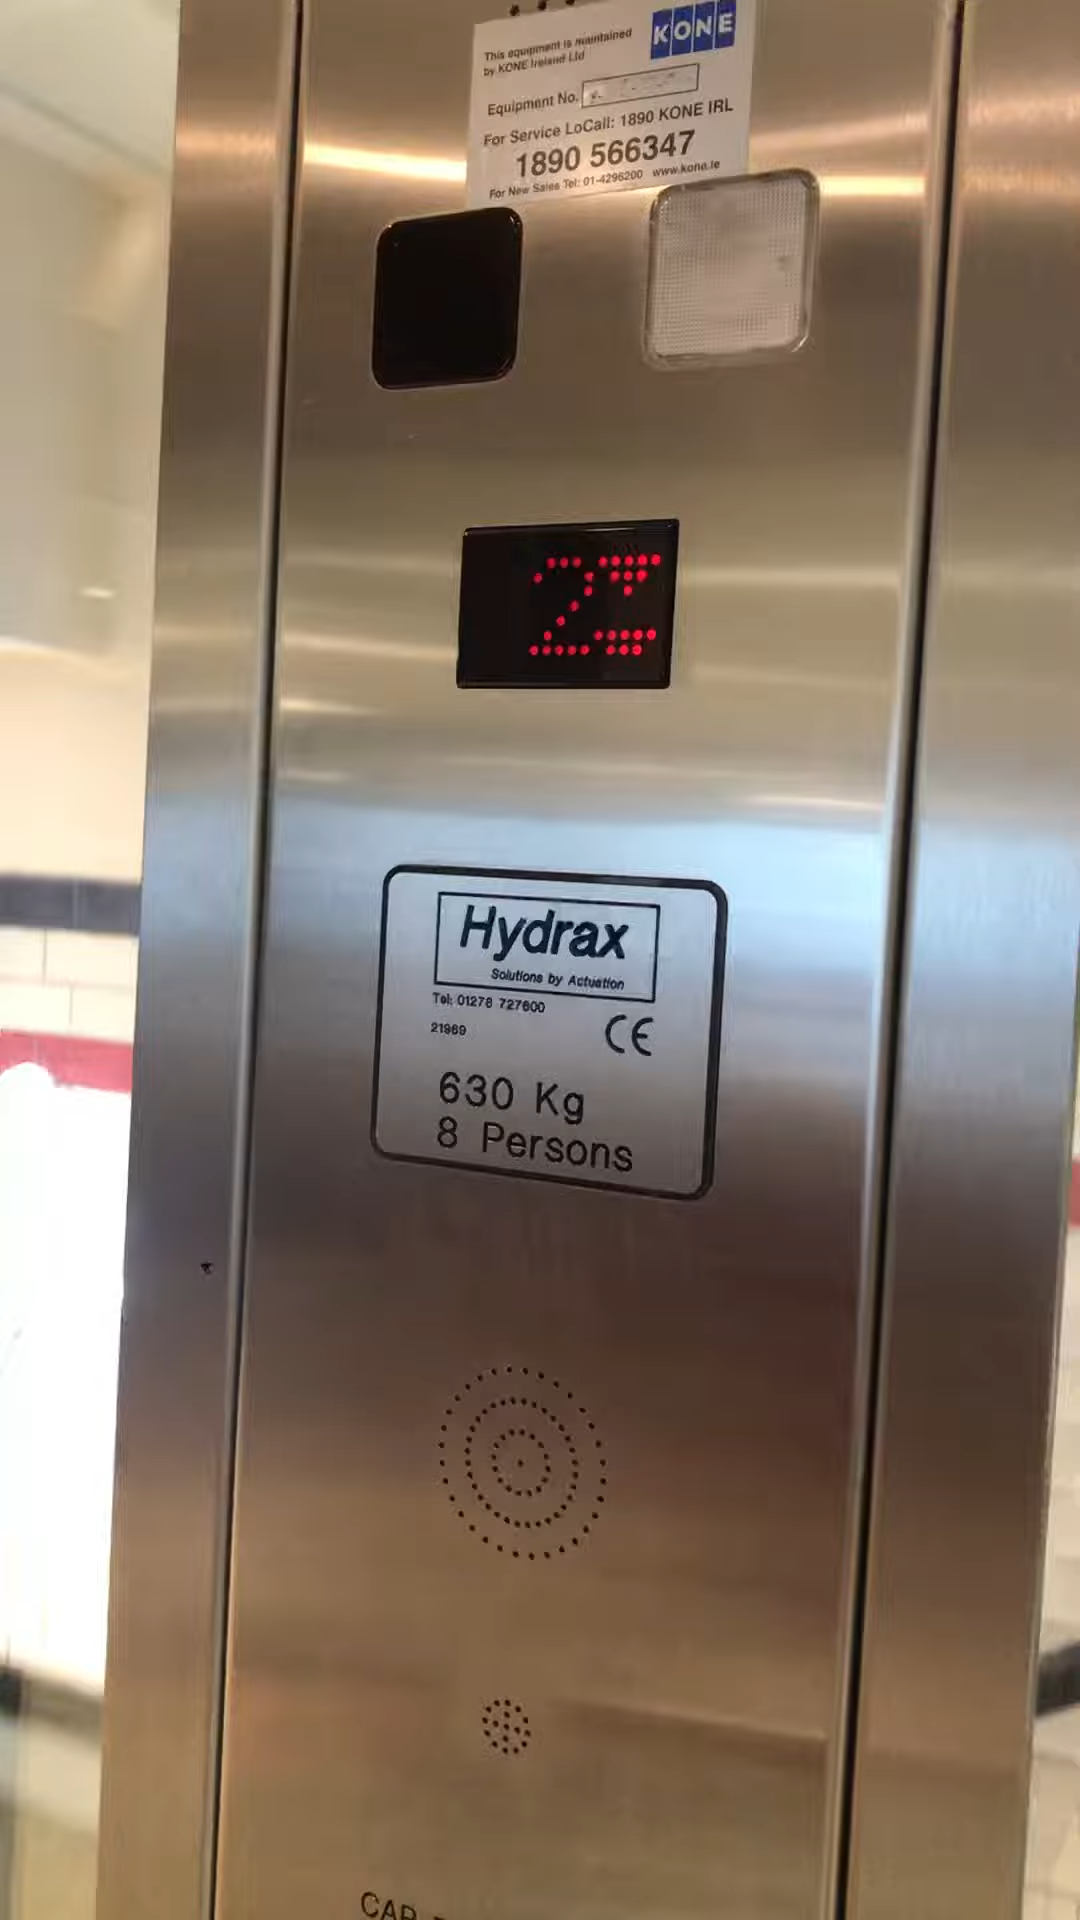 This equipment is maintained
by KONE Ireland Ltd
KONE
Equipment No.
For Service LoCall: 1890 KONE IRL
1890 566347
For New Sales Tel: 01-4296200 www.kone.ie
2
Hydrax
Solutions by Actuation
Tel: 01278 727600
21969
CE
630 Kg
8 Persons
CAR